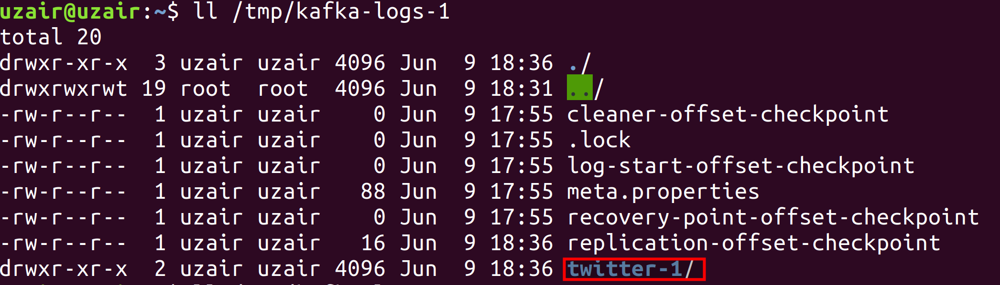 uzair@uzair:~$ ll /tmp/kafka-logs-1
total 20
drwxr-xr-x  3 uzair uzair 4096 Jun  9 18:36 ./
drwxrwxrwt 19 root  root  4096 Jun  9 18:31 ../
-rw-r--r--  1 uzair uzair    0 Jun  9 17:55 cleaner-offset-checkpoint
-rw-r--r--  1 uzair uzair    0 Jun  9 17:55 .lock
-rw-r--r--  1 uzair uzair    0 Jun  9 17:55 log-start-offset-checkpoint
-rw-r--r--  1 uzair uzair   88 Jun  9 17:55 meta.properties
-rw-r--r--  1 uzair uzair    0 Jun  9 17:55 recovery-point-offset-checkpoint
-rw-r--r--  1 uzair uzair   16 Jun  9 18:36 replication-offset-checkpoint
drwxr-xr-x  2 uzair uzair 4096 Jun  9 18:36 twitter-1/